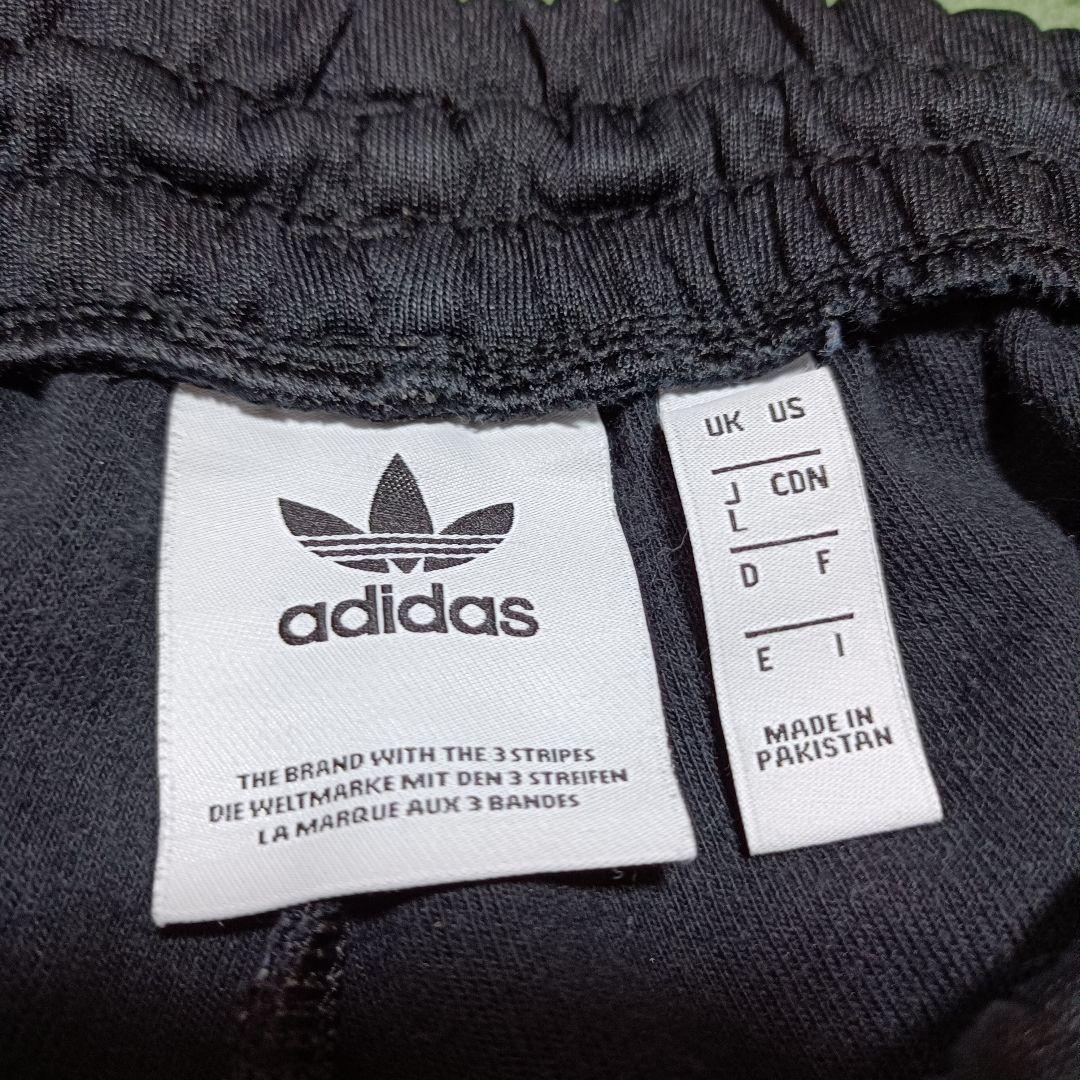 adidas
THE BRAND WITH THE 3 STRIPES
DIE WELTMARKE MIT DEN 3 STREIFEN
LA MARQUE AUX 3 BANDES
UK US
J CDN
L
D F
E I
MADE IN
PAKISTAN